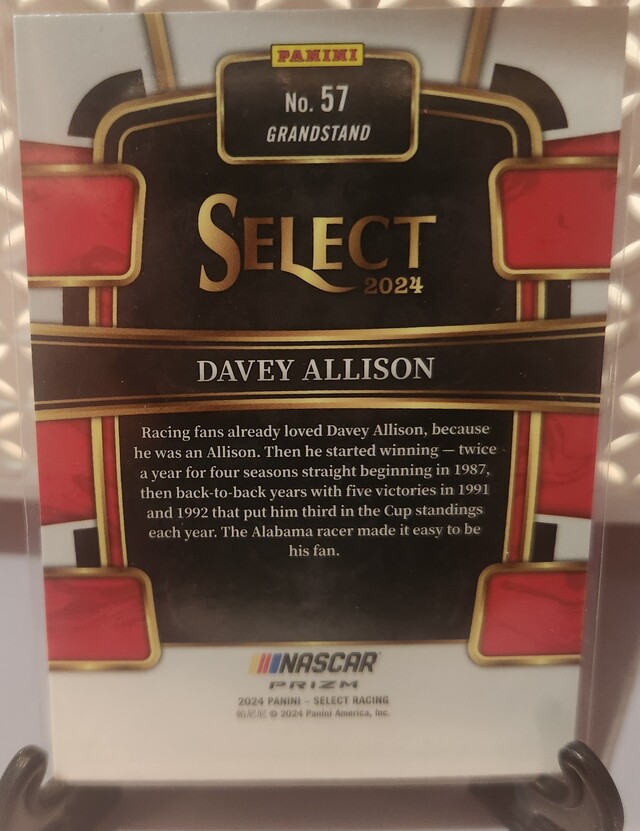 PANINI
No. 57
GRANDSTAND
SELECT
2024
DAVEY ALLISON
Racing fans already loved Davey Allison, because
he was an Allison. Then he started winning — twice
a year for four seasons straight beginning in 1987,
then back-to-back years with five victories in 1991
and 1992 that put him third in the Cup standings
each year. The Alabama racer made it easy to be
his fan.
NASCAR
PRIZM
2024 PANINI – SELECT RACING
© 2024 Panini America, Inc.